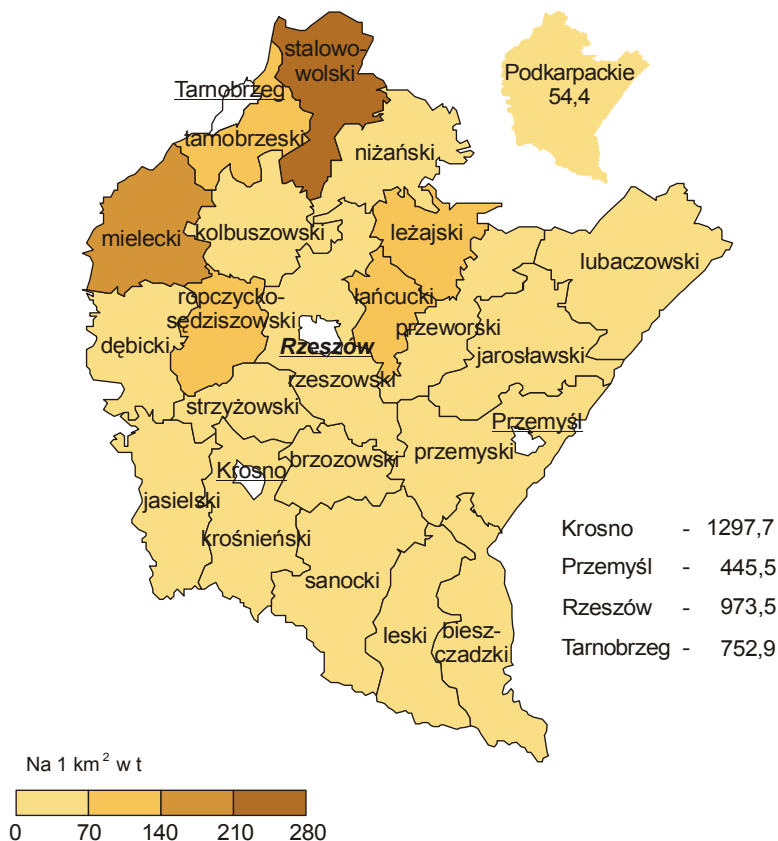 stalowo-
wolski
Podkarpackie
54,4
Tarnobrzeg
tarnobrzeski
niżański
mielecki
kolbuszowski
leżajski
lubaczowski
ropczycko-
sędziszowski
łańcucki
przeworski
dębicki
Rzeszów
jarosławski
rzeszowski
strzyżowski
Przemyśl
przemyski
Krosno
brzozowski
jasielski
krośnieński
sanocki
leski
biesz-
czadzki
Krosno - 1297,7
Przemyśl - 445,5
Rzeszów - 973,5
Tarnobrzeg - 752,9
Na 1 km² w t
0 70 140 210 280